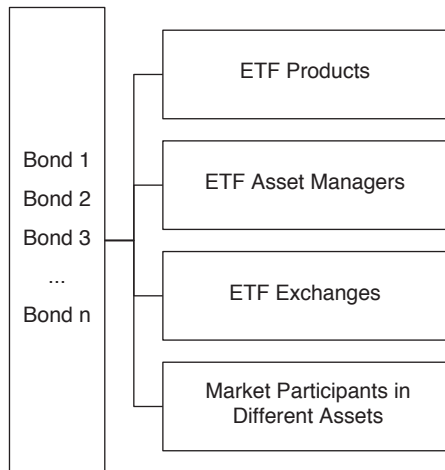 Bond 1
Bond 2
Bond 3
...
Bond n
ETF Products
ETF Asset Managers
ETF Exchanges
Market Participants in
Different Assets